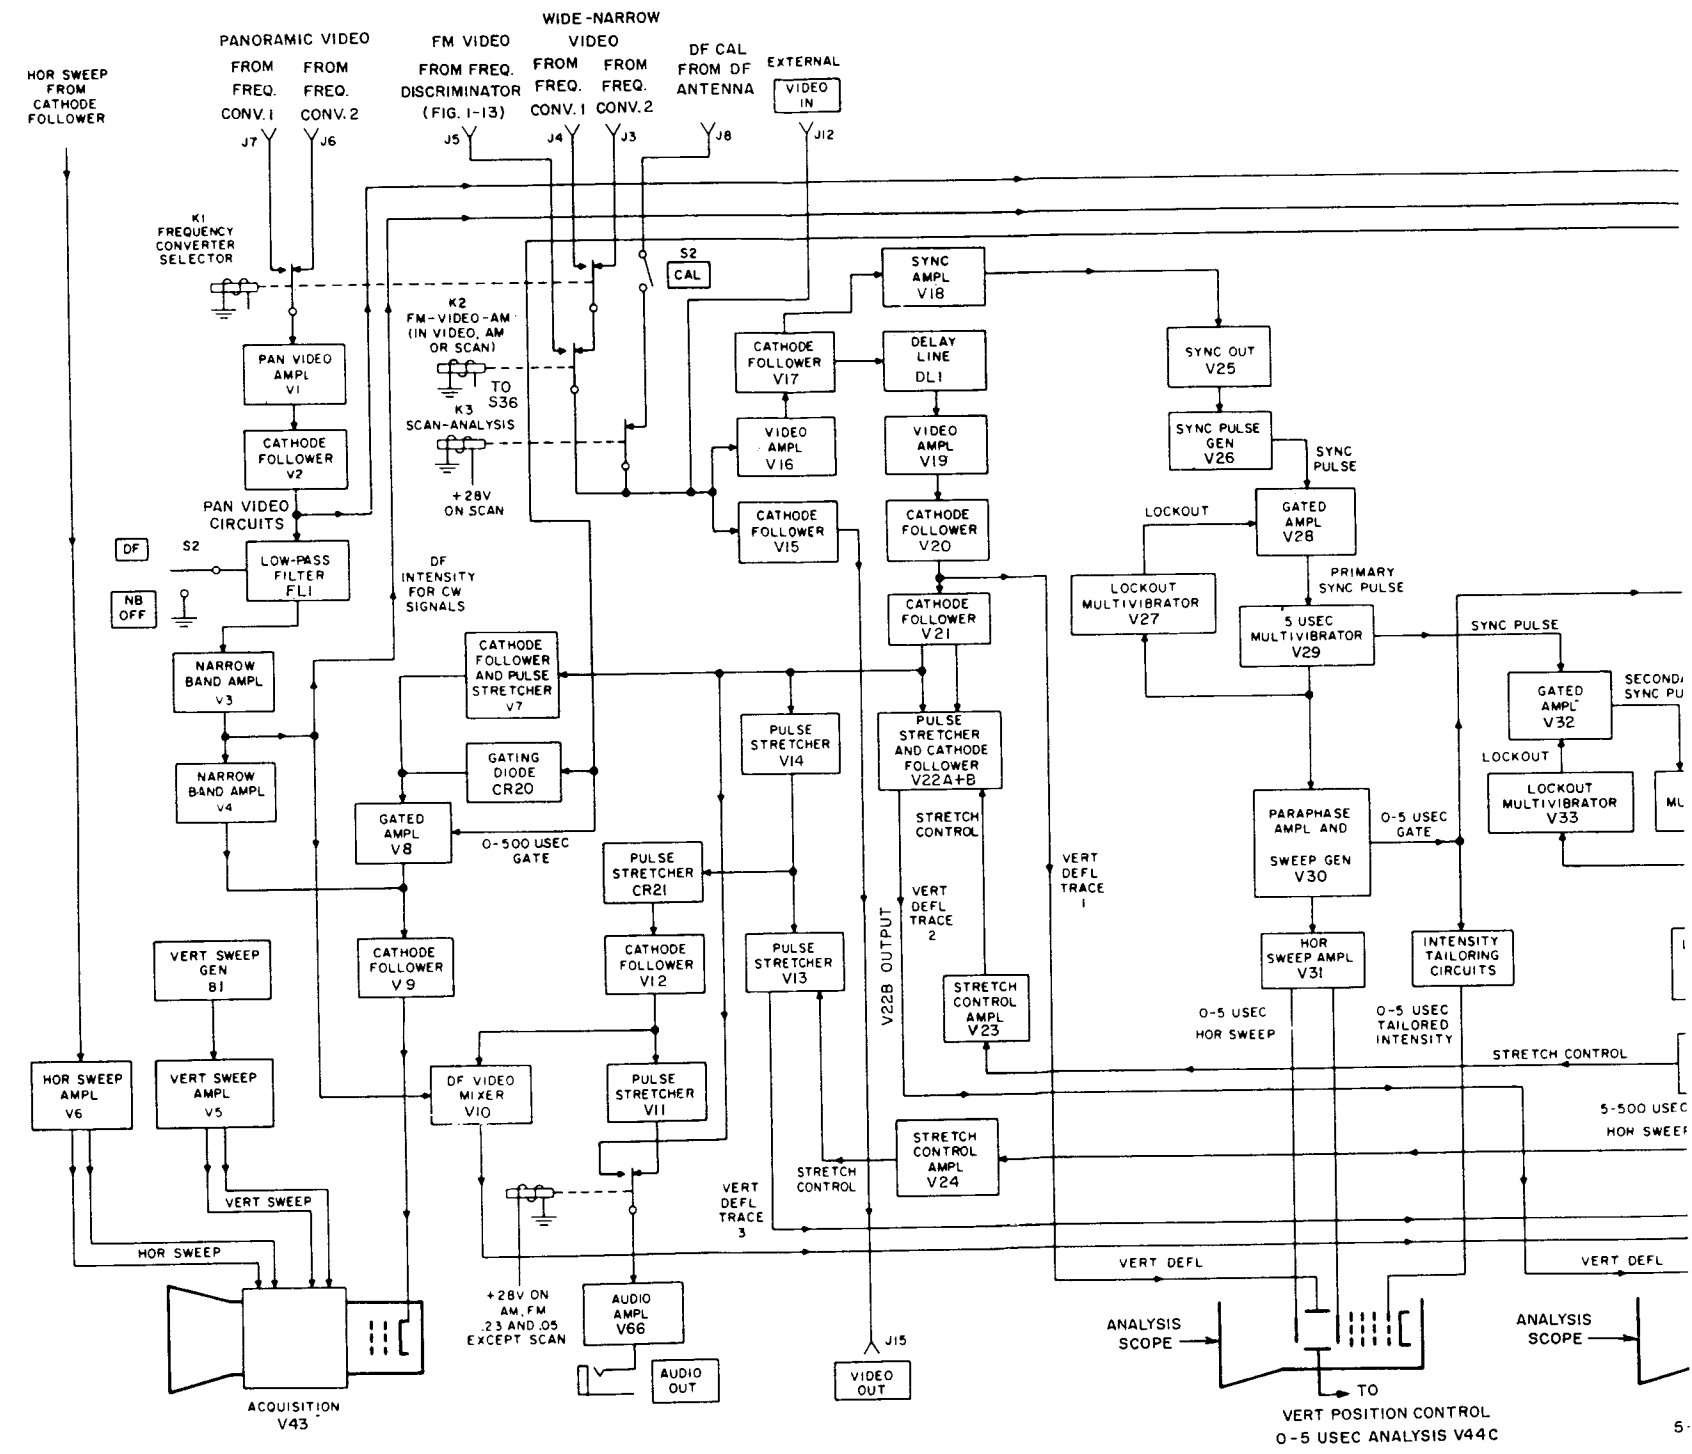 HOR SWEEP
FROM
CATHODE
FOLLOWER
PANORAMIC VIDEO
FROM
FREQ.
CONV. 1
J7
FROM
FREQ.
CONV. 2
J6
FM VIDEO
FROM FREQ.
DISCRIMINATOR
(FIG. 1-13)
J5
WIDE-NARROW
VIDEO
FROM
FREQ.
CONV. 1
J4
FROM
FREQ.
CONV. 2
J3
DF CAL
FROM DF
ANTENNA
J8
EXTERNAL
VIDEO
IN
J12
K1
FREQUENCY
CONVERTER
SELECTOR
S2
CAL
K2
FM-VIDEO-AM
(IN VIDEO, AM
OR SCAN)
TO
S36
K3
SCAN-ANALYSIS
+28V
ON SCAN
PAN VIDEO
AMPL
V1
CATHODE
FOLLOWER
V2
PAN VIDEO
CIRCUITS
DF
S2
NB
OFF
LOW-PASS
FILTER
FL1
DF
INTENSITY
FOR CW
SIGNALS
NARROW
BAND AMPL
V3
NARROW
BAND AMPL
V4
CATHODE
FOLLOWER
AND PULSE
STRETCHER
V7
GATING
DIODE
CR20
GATED
AMPL
V8
0-500 USEC
GATE
CATHODE
FOLLOWER
V9
VERT SWEEP
GEN
B1
HOR SWEEP
AMPL
V6
VERT SWEEP
AMPL
V5
VERT SWEEP
HOR SWEEP
ACQUISITION
V43
SYNC
AMPL
V18
CATHODE
FOLLOWER
V17
DELAY
LINE
DL1
VIDEO
AMPL
V16
VIDEO
AMPL
V19
CATHODE
FOLLOWER
V15
CATHODE
FOLLOWER
V20
CATHODE
FOLLOWER
V21
PULSE
STRETCHER
V14
PULSE
STRETCHER
AND CATHODE
FOLLOWER
V22A+B
STRETCH
CONTROL
PULSE
STRETCHER
CR21
VERT
DEFL
TRACE
2
V22B OUTPUT
VERT
DEFL
TRACE
1
CATHODE
FOLLOWER
V12
PULSE
STRETCHER
V13
STRETCH
CONTROL
AMPL
V23
DF VIDEO
MIXER
V10
PULSE
STRETCHER
V11
STRETCH
CONTROL
AMPL
V24
STRETCH
CONTROL
VERT
DEFL
TRACE
3
+28V ON
AM, FM
.23 AND .05
EXCEPT SCAN
AUDIO
AMPL
V66
AUDIO
OUT
J15
VIDEO
OUT
SYNC OUT
V25
SYNC PULSE
GEN
V26
SYNC
PULSE
LOCKOUT
GATED
AMPL
V28
PRIMARY
SYNC PULSE
LOCKOUT
MULTIVIBRATOR
V27
5 USEC
MULTIVIBRATOR
V29
SYNC PULSE
GATED
AMPL
V32
SECOND
SYNC PU
LOCKOUT
LOCKOUT
MULTIVIBRATOR
V33
MU
PARAPHASE
AMPL AND
SWEEP GEN
V30
0-5 USEC
GATE
HOR
SWEEP AMPL
V31
INTENSITY
TAILORING
CIRCUITS
0-5 USEC
HOR SWEEP
0-5 USEC
TAILORED
INTENSITY
STRETCH CONTROL
5-500 USEC
HOR SWEEP
VERT DEFL
VERT DEFL
ANALYSIS
SCOPE
ANALYSIS
SCOPE
TO
VERT POSITION CONTROL
0-5 USEC ANALYSIS V44C
5-